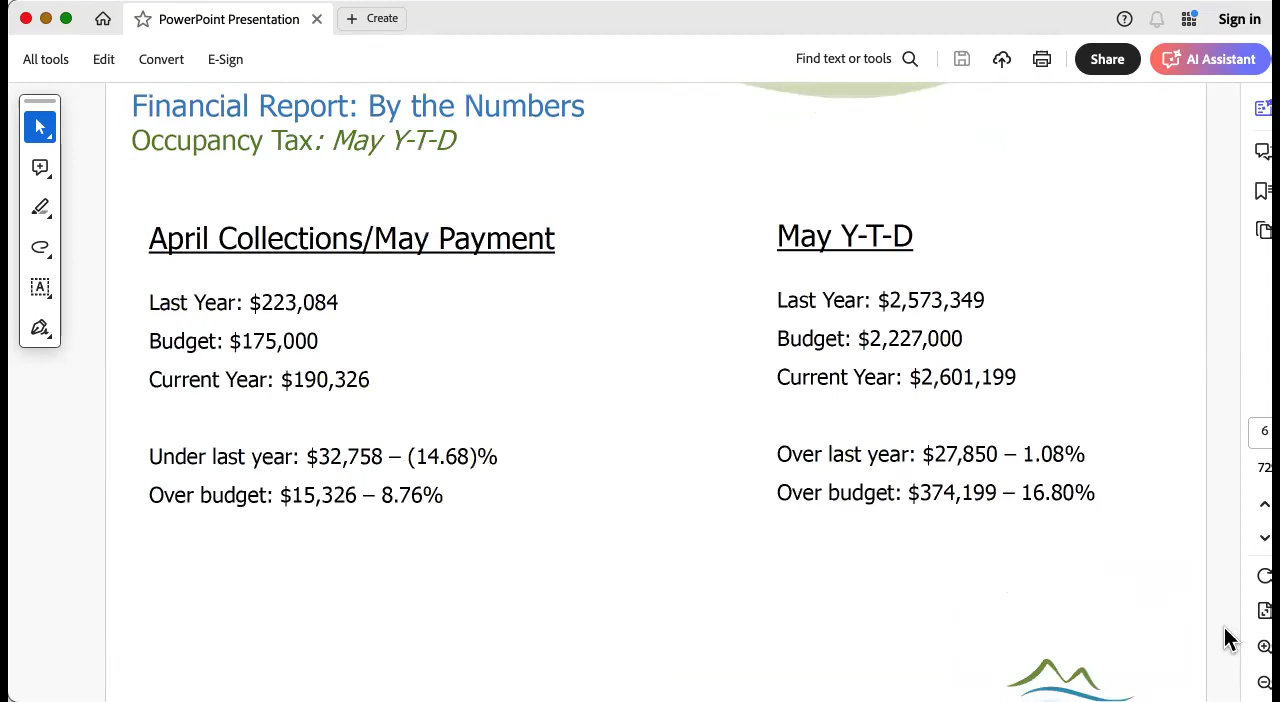 PowerPoint Presentation
Create
Sign in
All tools
Edit
Convert
E-Sign
Find text or tools
Share
AI Assistant
Financial Report: By the Numbers
Occupancy Tax: May Y-T-D
April Collections/May Payment
Last Year: $223,084
Budget: $175,000
Current Year: $190,326
Under last year: $32,758 – (14.68)%
Over budget: $15,326 – 8.76%
May Y-T-D
Last Year: $2,573,349
Budget: $2,227,000
Current Year: $2,601,199
Over last year: $27,850 – 1.08%
Over budget: $374,199 – 16.80%
6
72